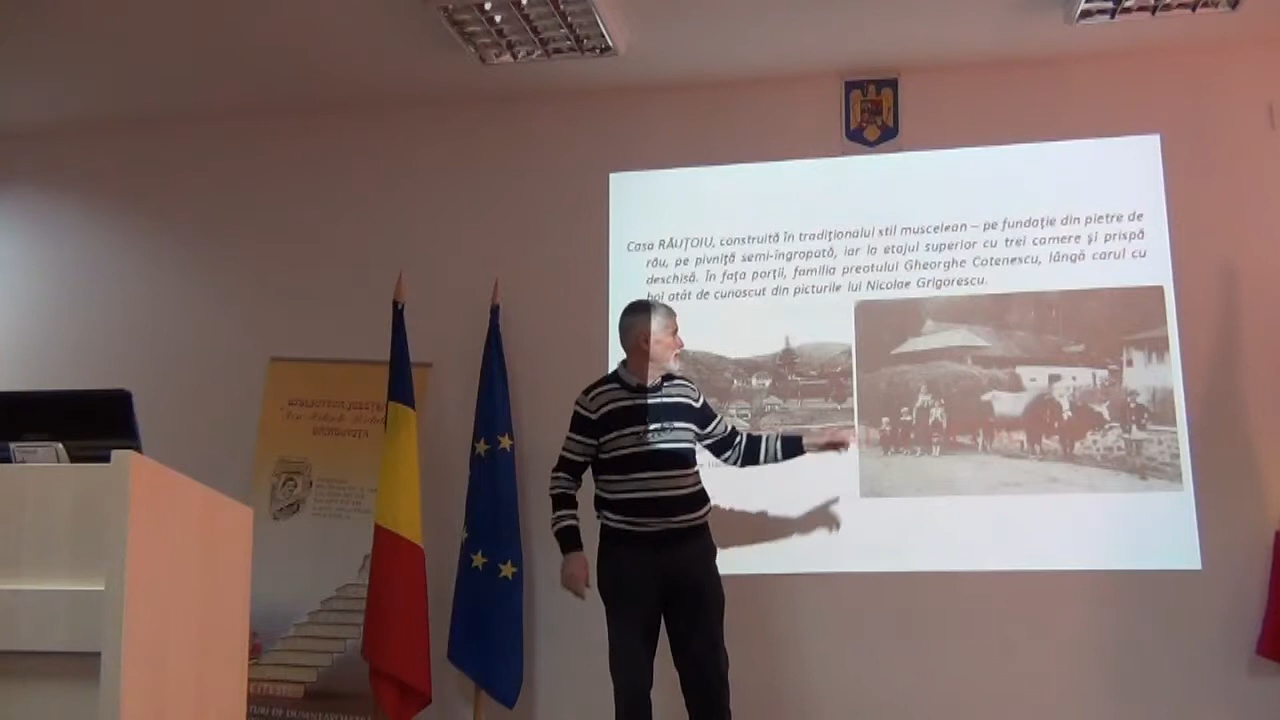 Casa RĂUȚOIU, construită în tradiționalul stil muscelean – pe fundație din pietre de
râu, pe pivniță semi-îngropată, iar la etajul superior cu trei camere și prispă
deschisă. În fața porții, familia preotului Gheorghe Cotenescu, lângă carul cu
boi atât de cunoscut din picturile lui Nicolae Grigorescu.
BIBLIOTECA JUDEȚE